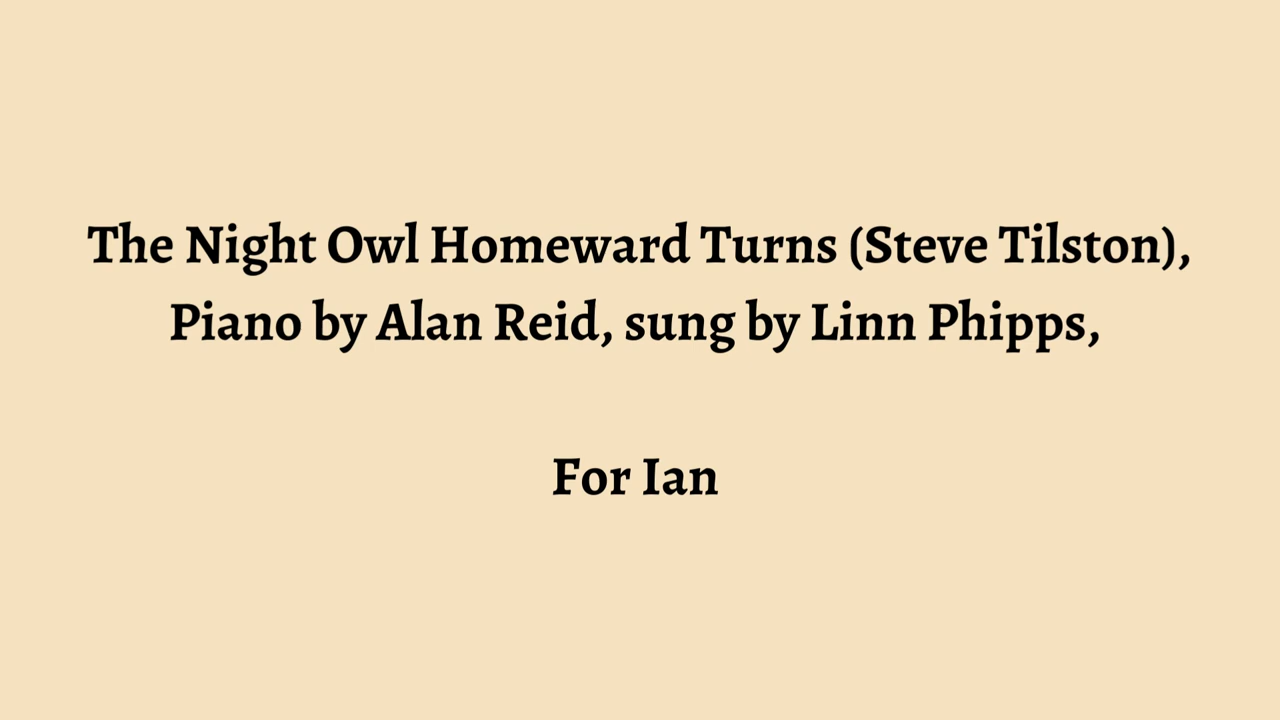 The Night Owl Homeward Turns (Steve Tilston),
Piano by Alan Reid, sung by Linn Phipps,
For Ian